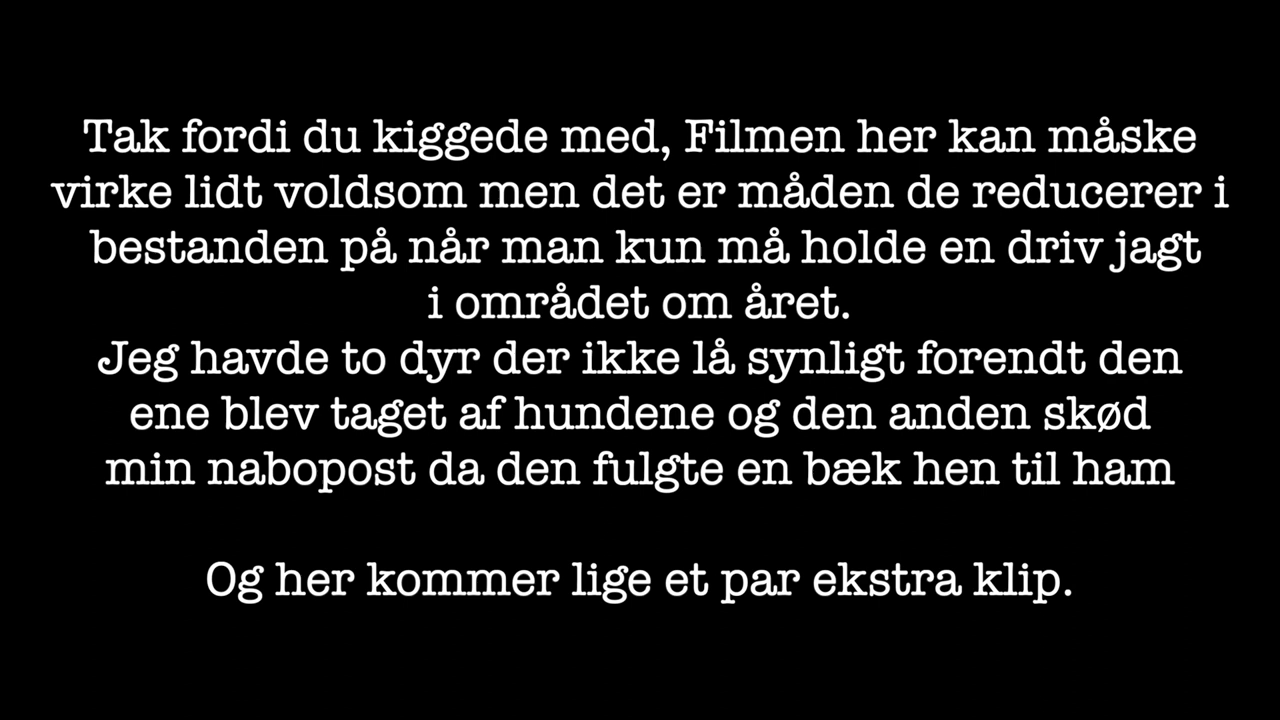 Tak fordi du kiggede med, Filmen her kan måske
virke lidt voldsom men det er måden de reducerer i
bestanden på når man kun må holde en driv jagt
i området om året.
Jeg havde to dyr der ikke lå synligt forendt den
ene blev taget af hundene og den anden skød
min nabopost da den fulgte en bæk hen til ham
Og her kommer lige et par ekstra klip.